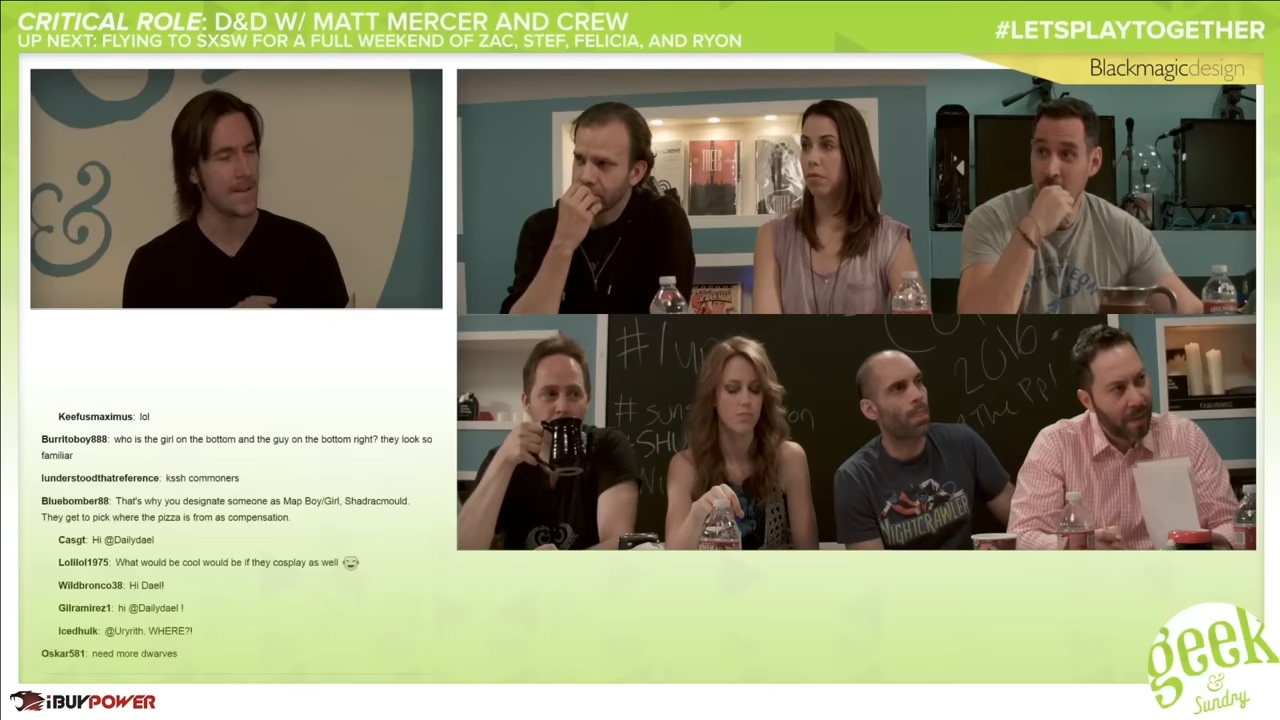 CRITICAL ROLE: D&D W/ MATT MERCER AND CREW
UP NEXT: FLYING TO SXSW FOR A FULL WEEKEND OF ZAC, STEF, FELICIA, AND RYON
#LETSPLAYTOGETHER
Blackmagicdesign
&
TREES
SPIDER-MAN
2016
NIGHTCRAWLER
Keefusmaximus: lol
Burritoboy888: who is the girl on the bottom and the guy on the bottom right? they look so
familiar
Iunderstoodthatreference: kssh commoners
Bluebomber88: That's why you designate someone as Map Boy/Girl, Shadracmould.
They get to pick where the pizza is from as compensation.
Casgt: Hi @Dailydael
Lolilol1975: What would be cool would be if they cosplay as well
Wildbronco38: Hi Dael!
Gilramirez1: hi @Dailydael !
Icedhulk: @Uryrith. WHERE?!
Oskar581: need more dwarves
geek
&
Sundry
iBUYPOWER